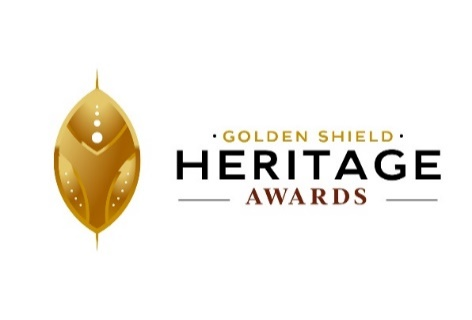 · GOLDEN SHIELD ·
HERITAGE
AWARDS